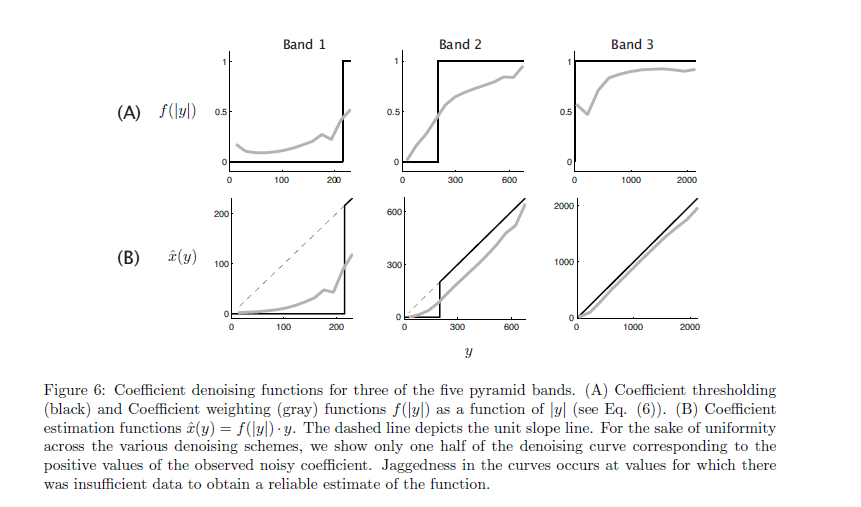 Band 1 Band 2 Band 3
1 1 1
(A) f(|y|) 0.5 0.5 0.5
0 0 0
0 100 200 0 300 600 0 1000 2000
200 600 2000
(B) x̂(y) 100 300 1000
0 0 0
0 100 200 0 300 600 0 1000 2000
y
Figure 6: Coefficient denoising functions for three of the five pyramid bands. (A) Coefficient thresholding
(black) and Coefficient weighting (gray) functions f(|y|) as a function of |y| (see Eq. (6)). (B) Coefficient
estimation functions x̂(y) = f(|y|) · y. The dashed line depicts the unit slope line. For the sake of uniformity
across the various denoising schemes, we show only one half of the denoising curve corresponding to the
positive values of the observed noisy coefficient. Jaggedness in the curves occurs at values for which there
was insufficient data to obtain a reliable estimate of the function.